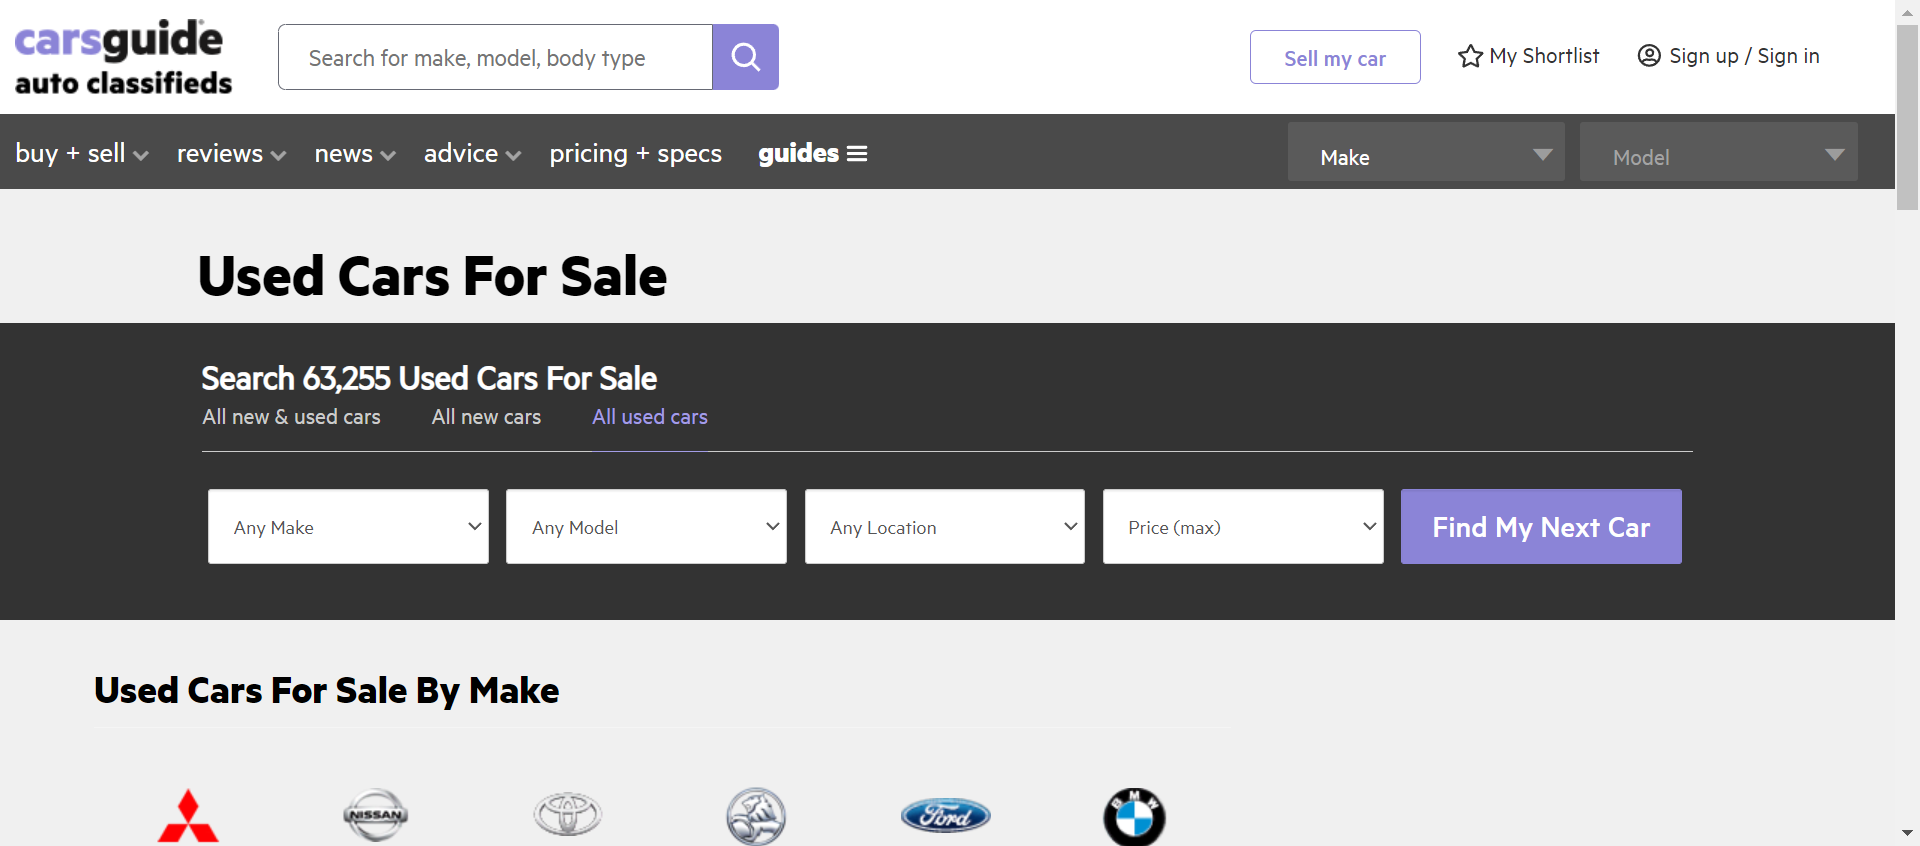 carsguide
auto classifieds
Search for make, model, body type
Sell my car
My Shortlist
Sign up / Sign in
buy + sell
reviews
news
advice
pricing + specs
guides
Make
Model
Used Cars For Sale
Search 63,255 Used Cars For Sale
All new & used cars
All new cars
All used cars
Any Make
Any Model
Any Location
Price (max)
Find My Next Car
Used Cars For Sale By Make
NISSAN
Ford
BMW